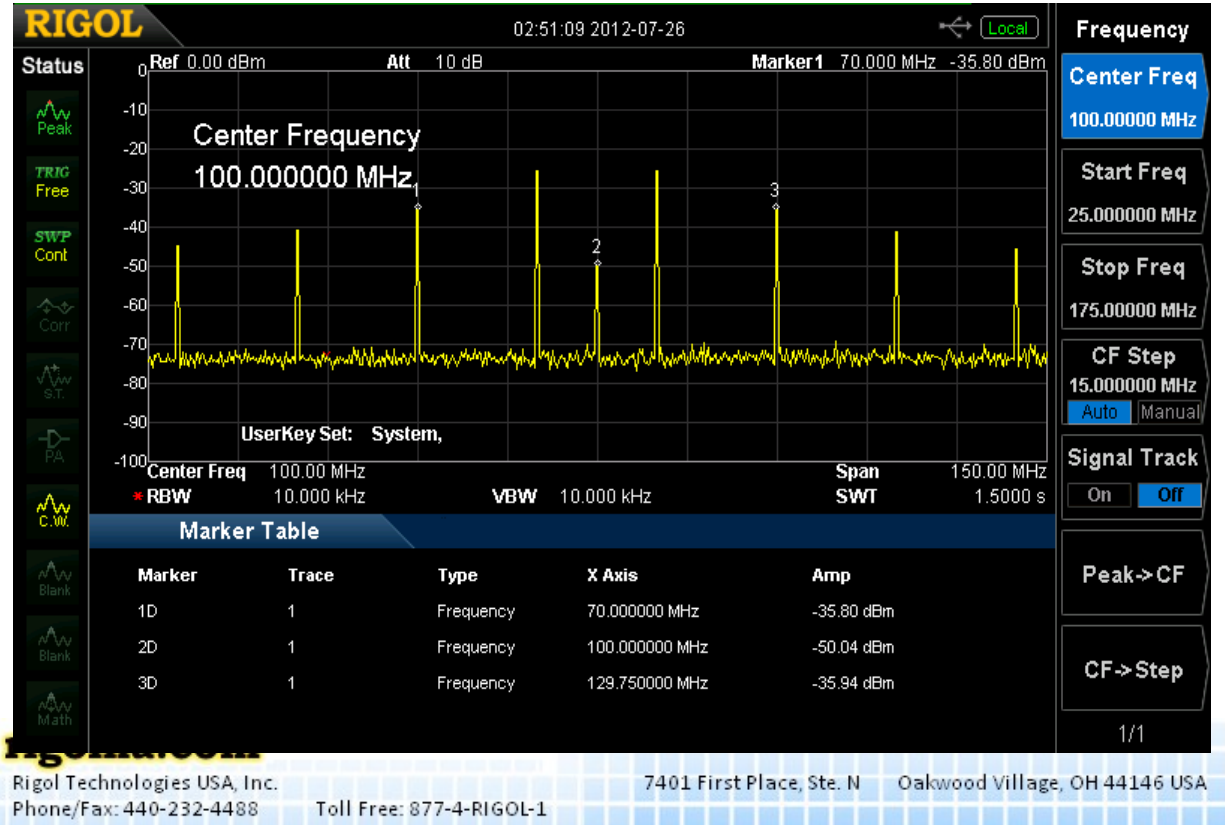 RIGOL
02:51:09 2012-07-26
Local
Status
Ref 0.00 dBm Att 10 dB Marker1 70.000 MHz -35.80 dBm
0
-10
-20
-30
-40
-50
-60
-70
-80
-90
-100
Center Frequency
100.000000 MHz
1
2
3
UserKey Set: System,
Center Freq 100.00 MHz Span 150.00 MHz
*RBW 10.000 kHz VBW 10.000 kHz SWT 1.5000 s
Peak
TRIG
Free
SWP
Cont
Corr
S.T.
PA
C.W.
Blank
Blank
Math
Marker Table
Marker Trace Type X Axis Amp
1D 1 Frequency 70.000000 MHz -35.80 dBm
2D 1 Frequency 100.000000 MHz -50.04 dBm
3D 1 Frequency 129.750000 MHz -35.94 dBm
Frequency
Center Freq
100.00000 MHz
Start Freq
25.000000 MHz
Stop Freq
175.00000 MHz
CF Step
15.000000 MHz
Auto Manual
Signal Track
On Off
Peak->CF
CF->Step
1/1
Rigol Technologies USA, Inc. 7401 First Place, Ste. N Oakwood Village, OH 44146 USA
Phone/Fax: 440-232-4488 Toll Free: 877-4-RIGOL-1